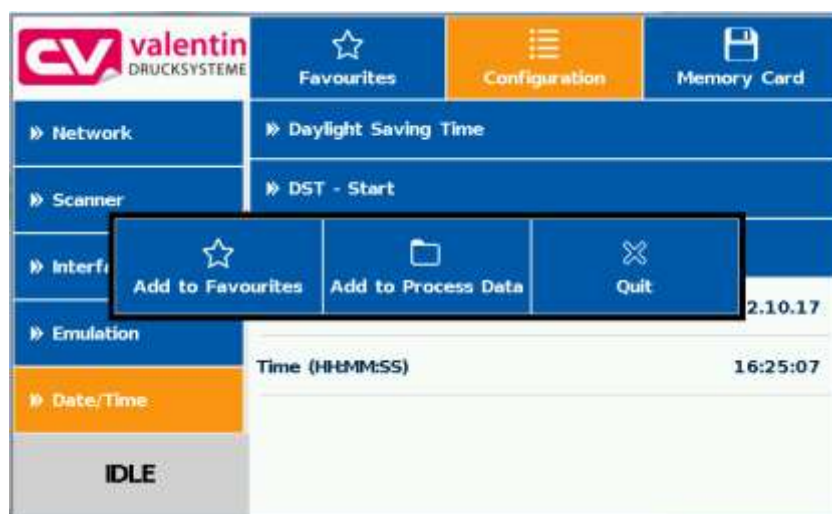 CV valentin
DRUCKSYSTEME
Favourites
Configuration
Memory Card
» Network
» Daylight Saving Time
» Scanner
» DST - Start
» Interf
Add to Favourites
Add to Process Data
Quit
2.10.17
» Emulation
Time (HH:MM:SS)
16:25:07
» Date/Time
IDLE